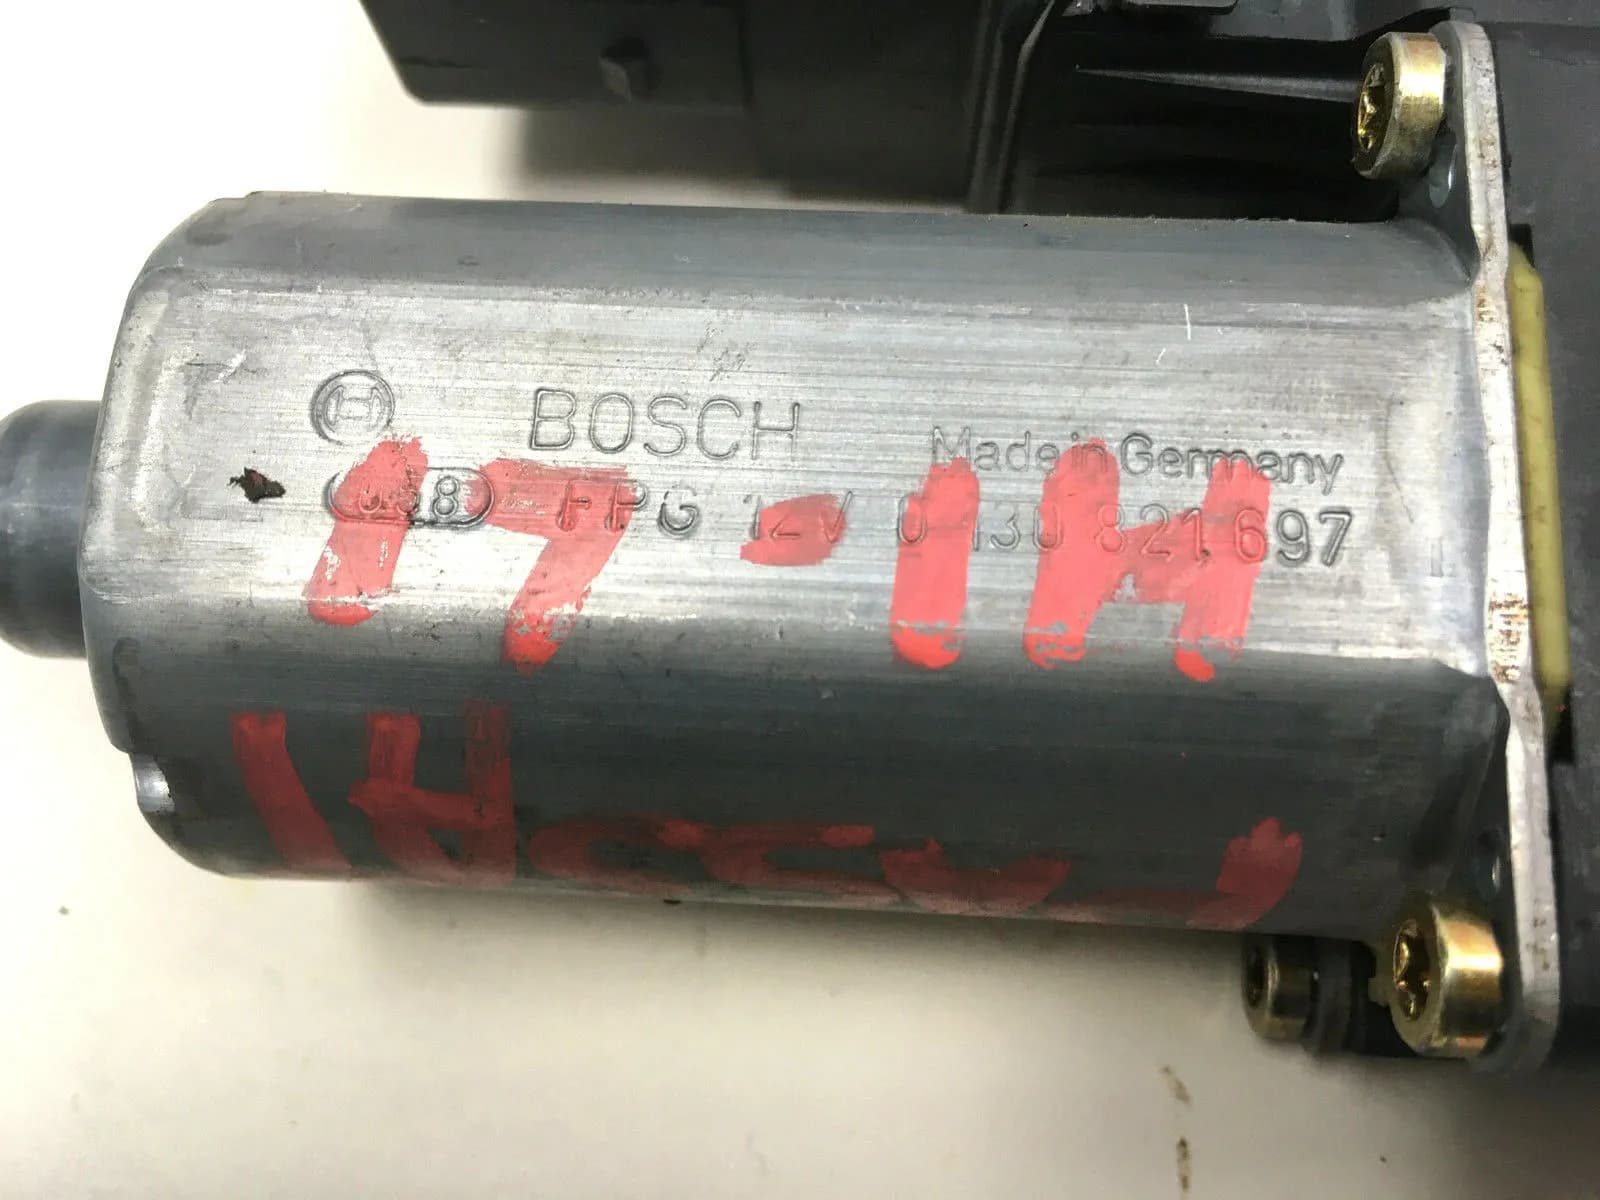 BOSCH Made in Germany
FPG 12V 0 130 821 697
17-1H